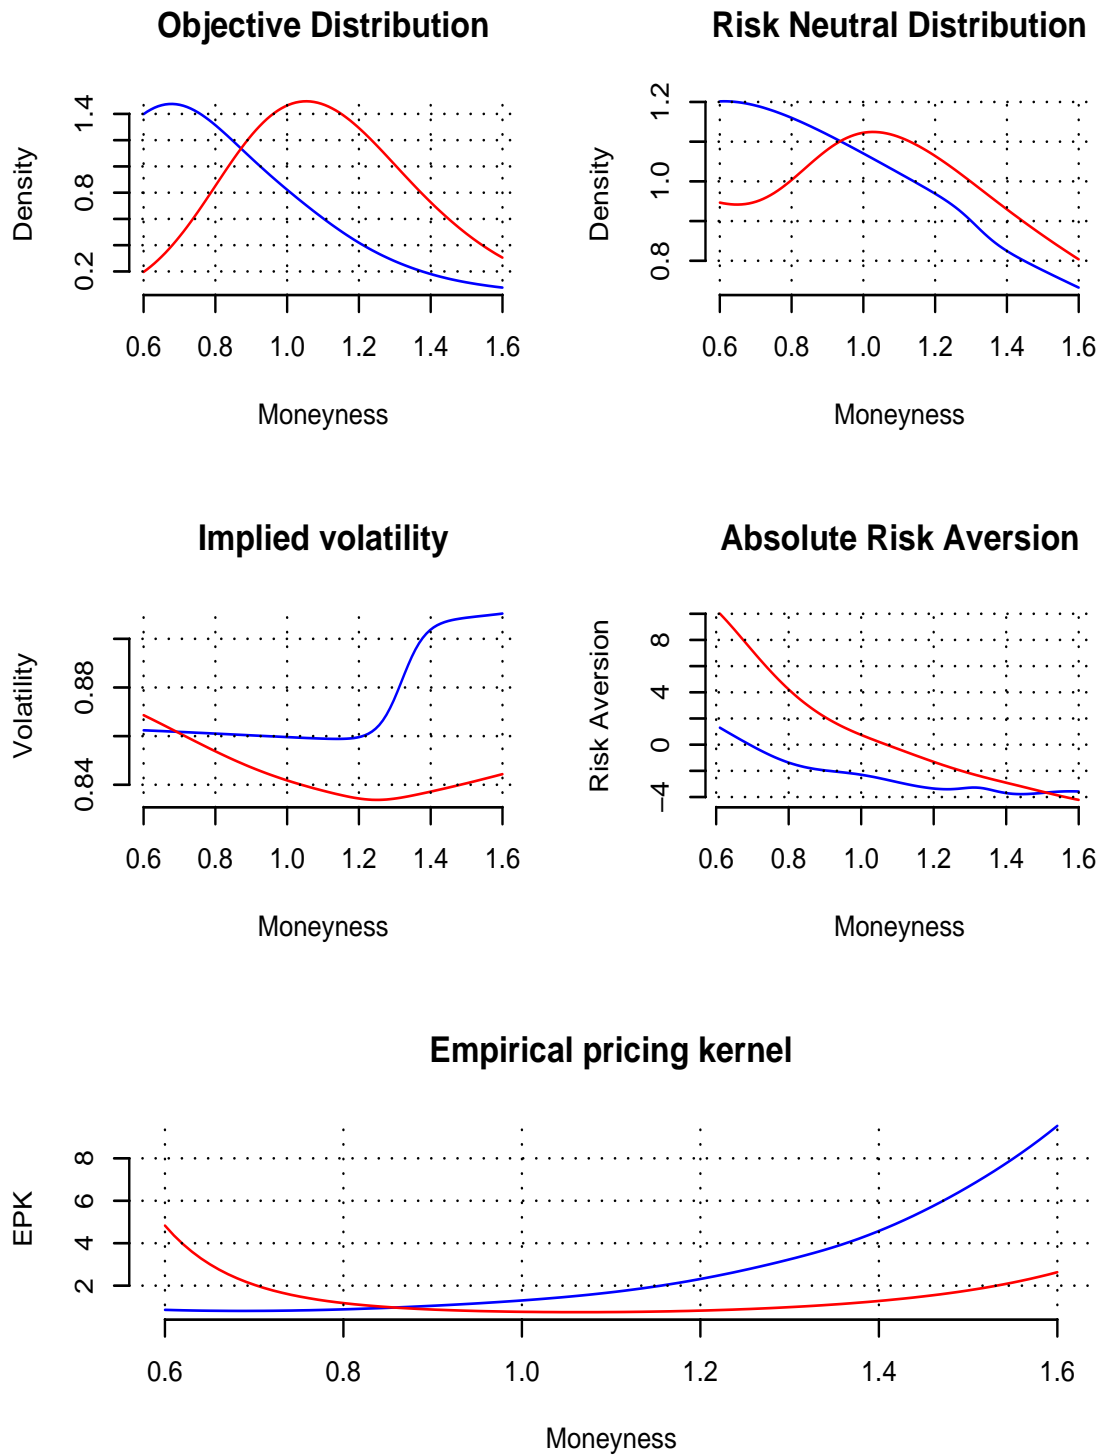 Objective Distribution
Density
0.2 0.8 1.4
0.6 0.8 1.0 1.2 1.4 1.6
Moneyness
Risk Neutral Distribution
Density
0.8 1.0 1.2
0.6 0.8 1.0 1.2 1.4 1.6
Moneyness
Implied volatility
Volatility
0.84 0.88
0.6 0.8 1.0 1.2 1.4 1.6
Moneyness
Absolute Risk Aversion
Risk Aversion
−4 0 4 8
0.6 0.8 1.0 1.2 1.4 1.6
Moneyness
Empirical pricing kernel
EPK
2 4 6 8
0.6 0.8 1.0 1.2 1.4 1.6
Moneyness